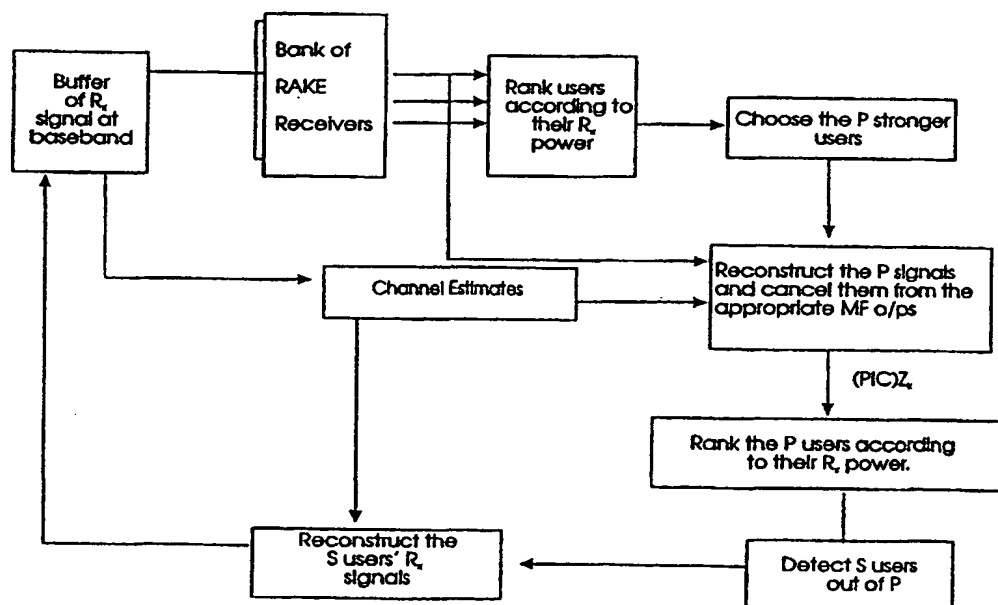 Buffer
of Rx
signal at
baseband
Bank of
RAKE
Receivers
Rank users
according to
their Rx
power
Choose the P stronger
users
Channel Estimates
Reconstruct the P signals
and cancel them from the
appropriate MF o/ps
(PIC)Zx
Rank the P users according
to their Rx power.
Reconstruct the
S users' Rx
signals
Detect S users
out of P